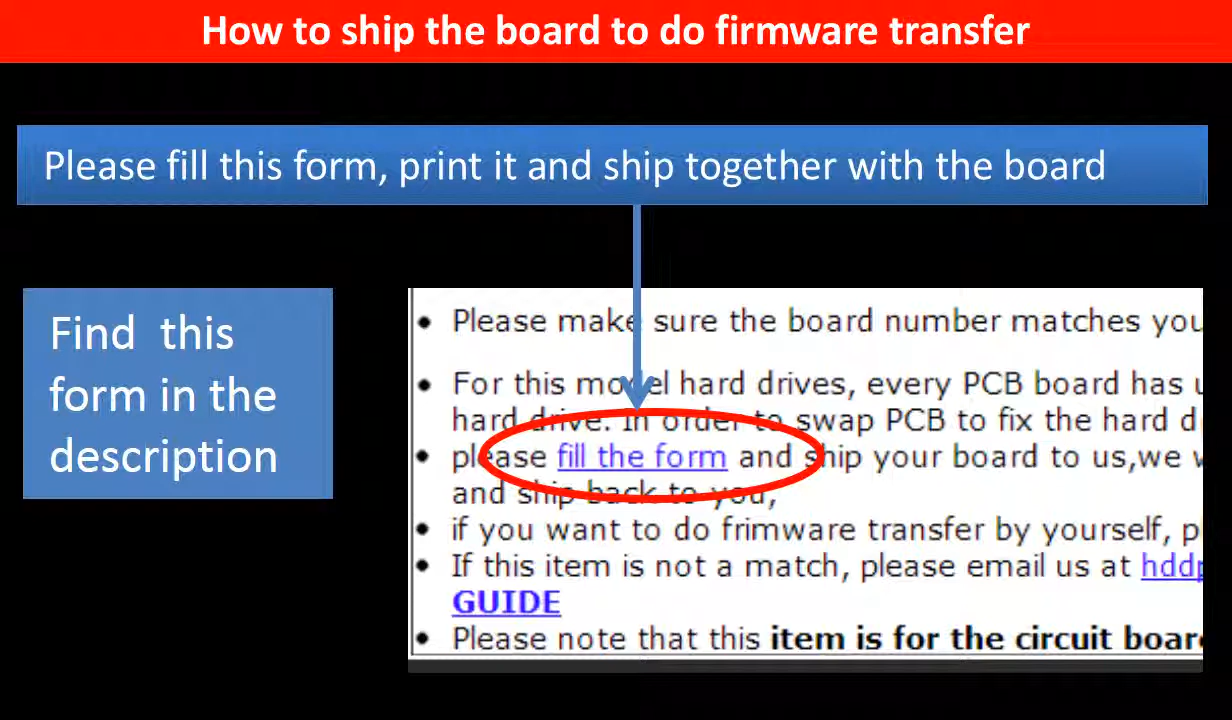 How to ship the board to do firmware transfer
Please fill this form, print it and ship together with the board
Find this
form in the
description
Please make sure the board number matches
For this model hard drives, every PCB board has
hard drive. In order to swap PCB to fix the hard
please fill the form and ship your board to us,we
and ship back to you,
if you want to do frimware transfer by yourself,
If this item is not a match, please email us at
GUIDE
Please note that this item is for the circuit